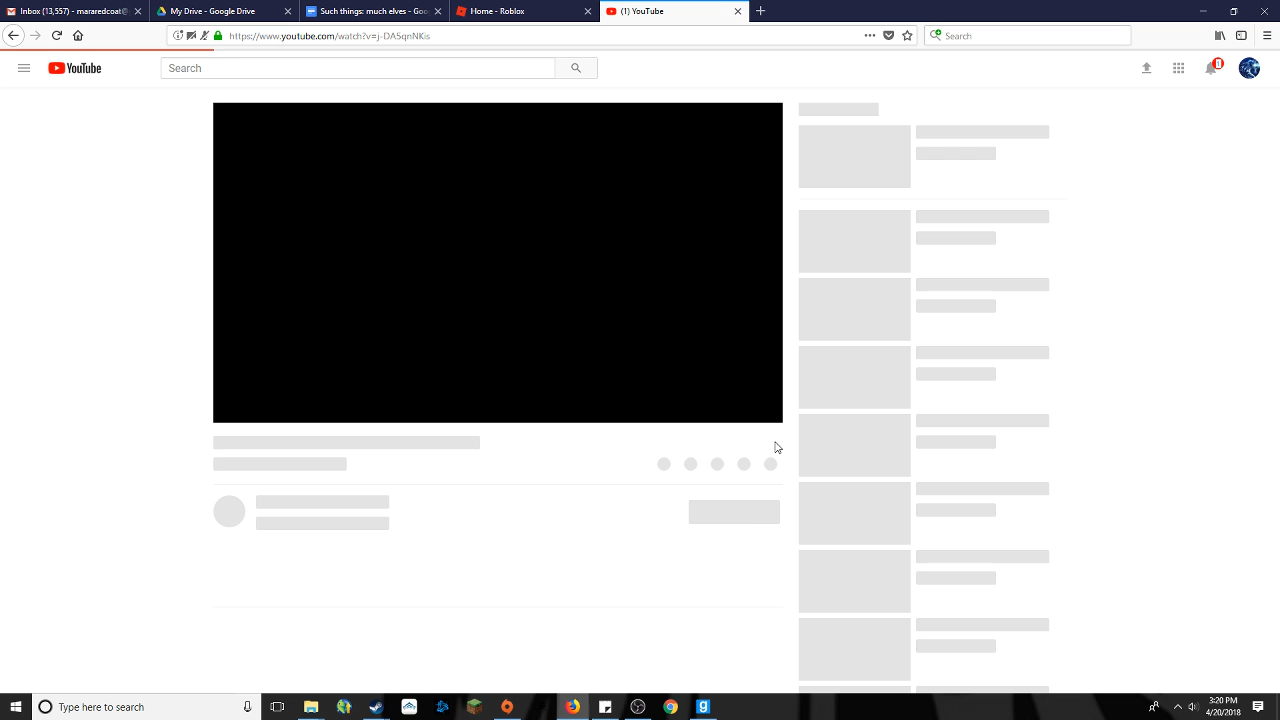 Inbox (13,557) - mararedcoat@
My Drive - Google Drive
Such things; much elves - Goo
Home - Roblox
(1) YouTube
https://www.youtube.com/watch?v=j-DA5qnNKis
Search
YouTube
Search
1
Type here to search
3:20 PM
4/20/2018